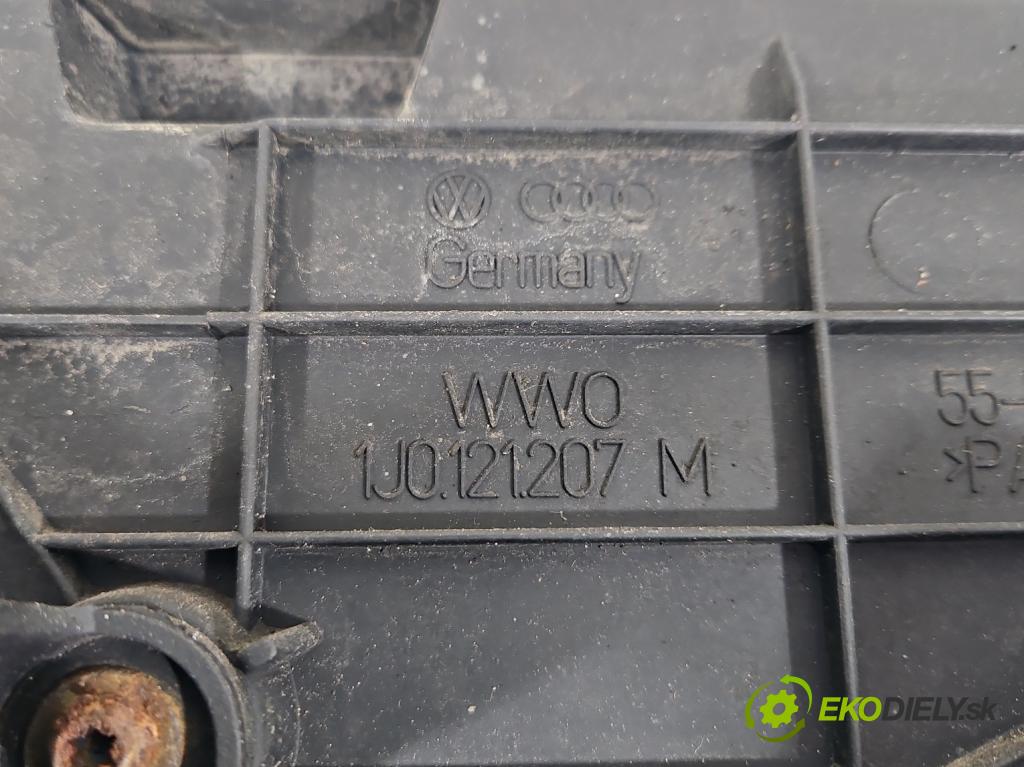 Germany
WWO
1J0.121.207 M
55-
>PA
EKODIELY.sk